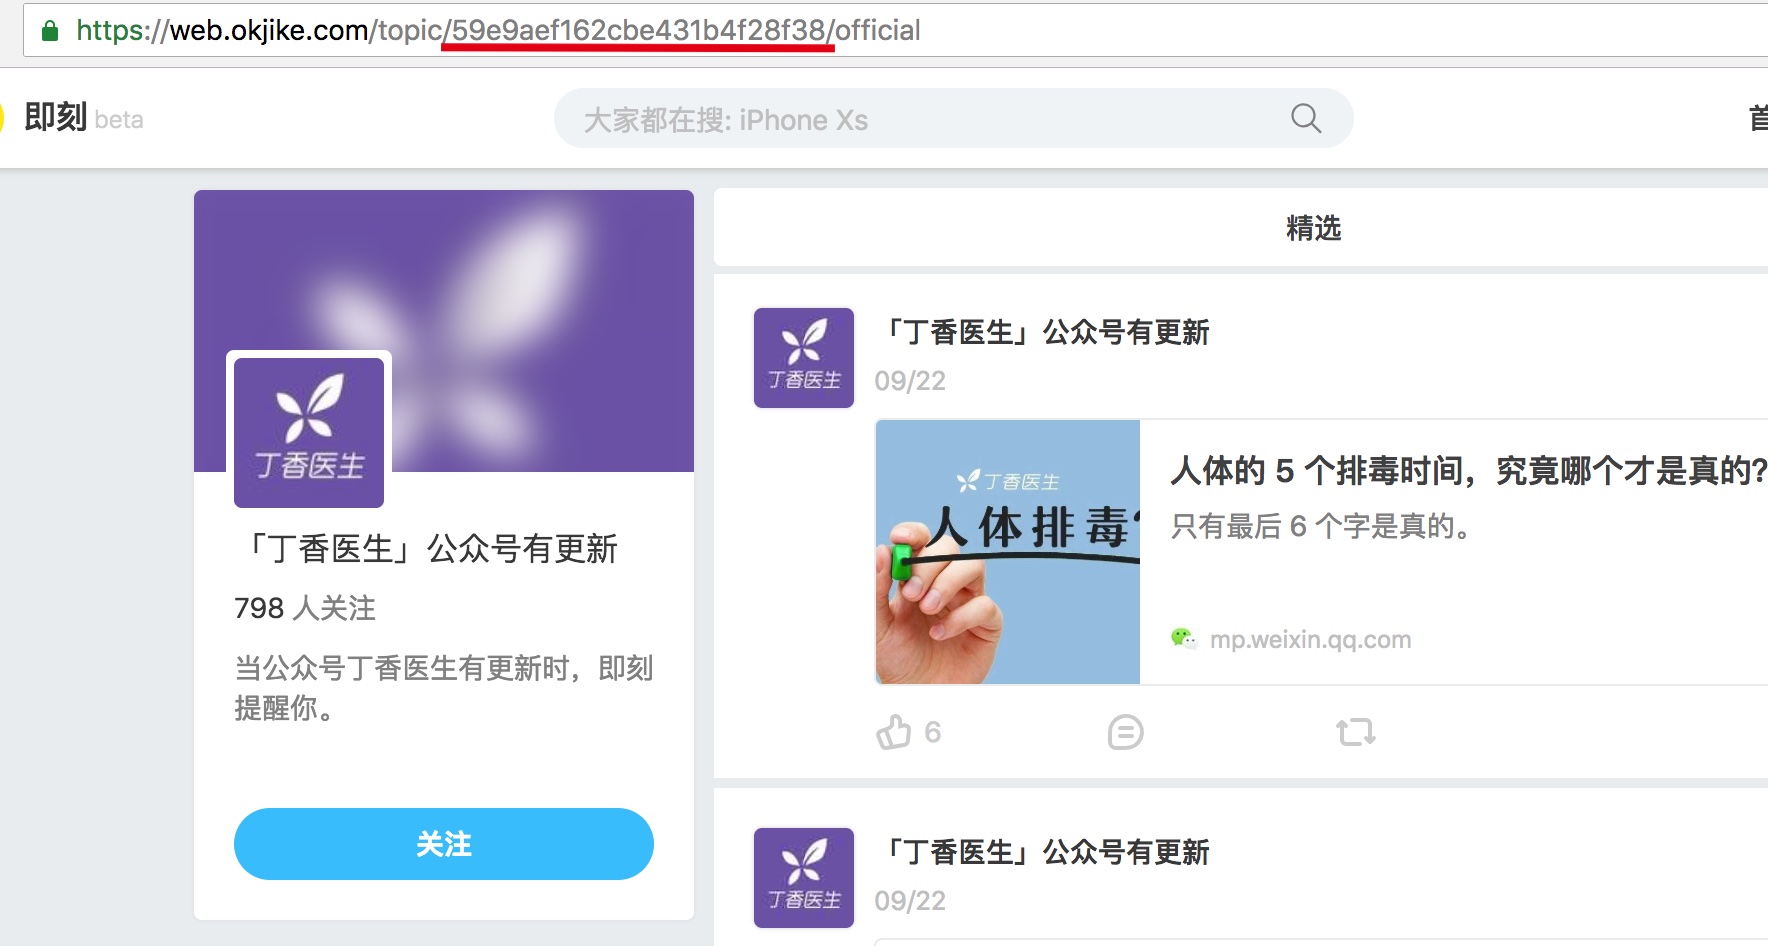 https://web.okjike.com/topic/59e9aef162cbe431b4f28f38/official
即刻 beta
大家都在搜: iPhone Xs
首
丁香医生
「丁香医生」公众号有更新
798 人关注
当公众号丁香医生有更新时，即刻
提醒你。
关注
精选
丁香医生
「丁香医生」公众号有更新
09/22
丁香医生
人体排毒?
人体的 5 个排毒时间，究竟哪个才是真的?
只有最后 6 个字是真的。
mp.weixin.qq.com
6
丁香医生
「丁香医生」公众号有更新
09/22